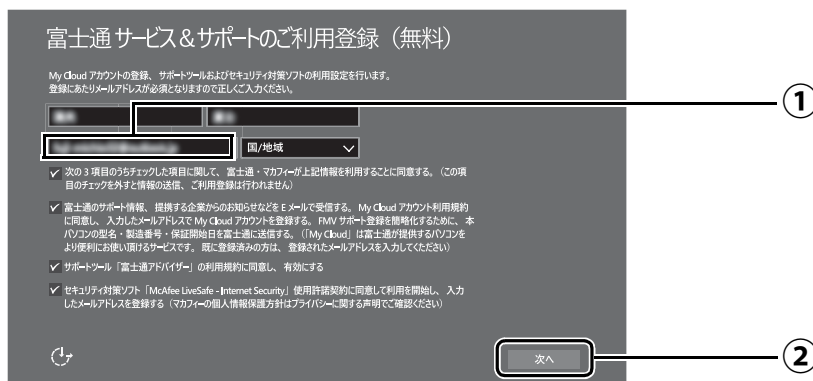 富士通 サービス＆サポートのご利用登録（無料）
My Cloud アカウントの登録、サポートツールおよびセキュリティ対策ソフトの利用設定を行います。
登録にあたりメールアドレスが必須となりますので正しくご入力ください。
①
国/地域
次の 3 項目のうちチェックした項目に関して、富士通・マカフィーが上記情報を利用することに同意する。（この項
目のチェックを外すと情報の送信、ご利用登録は行われません）
富士通のサポート情報、提携する企業からのお知らせなどを E メールで受信する。My Cloud アカウント利用規約
に同意し、入力したメールアドレスで My Cloud アカウントを登録する。FMV サポート登録を簡略化するために、本
パソコンの型名・製造番号・保証開始日を富士通に送信する。（「My Cloud」は富士通が提供するパソコンを
より便利にお使い頂けるサービスです。既に登録済みの方は、登録されたメールアドレスを入力してください）
サポートツール「富士通アドバイザー」の利用規約に同意し、有効にする
セキュリティ対策ソフト「McAfee LiveSafe - Internet Security」使用許諾契約に同意して利用を開始し、入力
したメールアドレスを登録する（マカフィーの個人情報保護方針はプライバシーに関する声明でご確認ください）
次へ
②